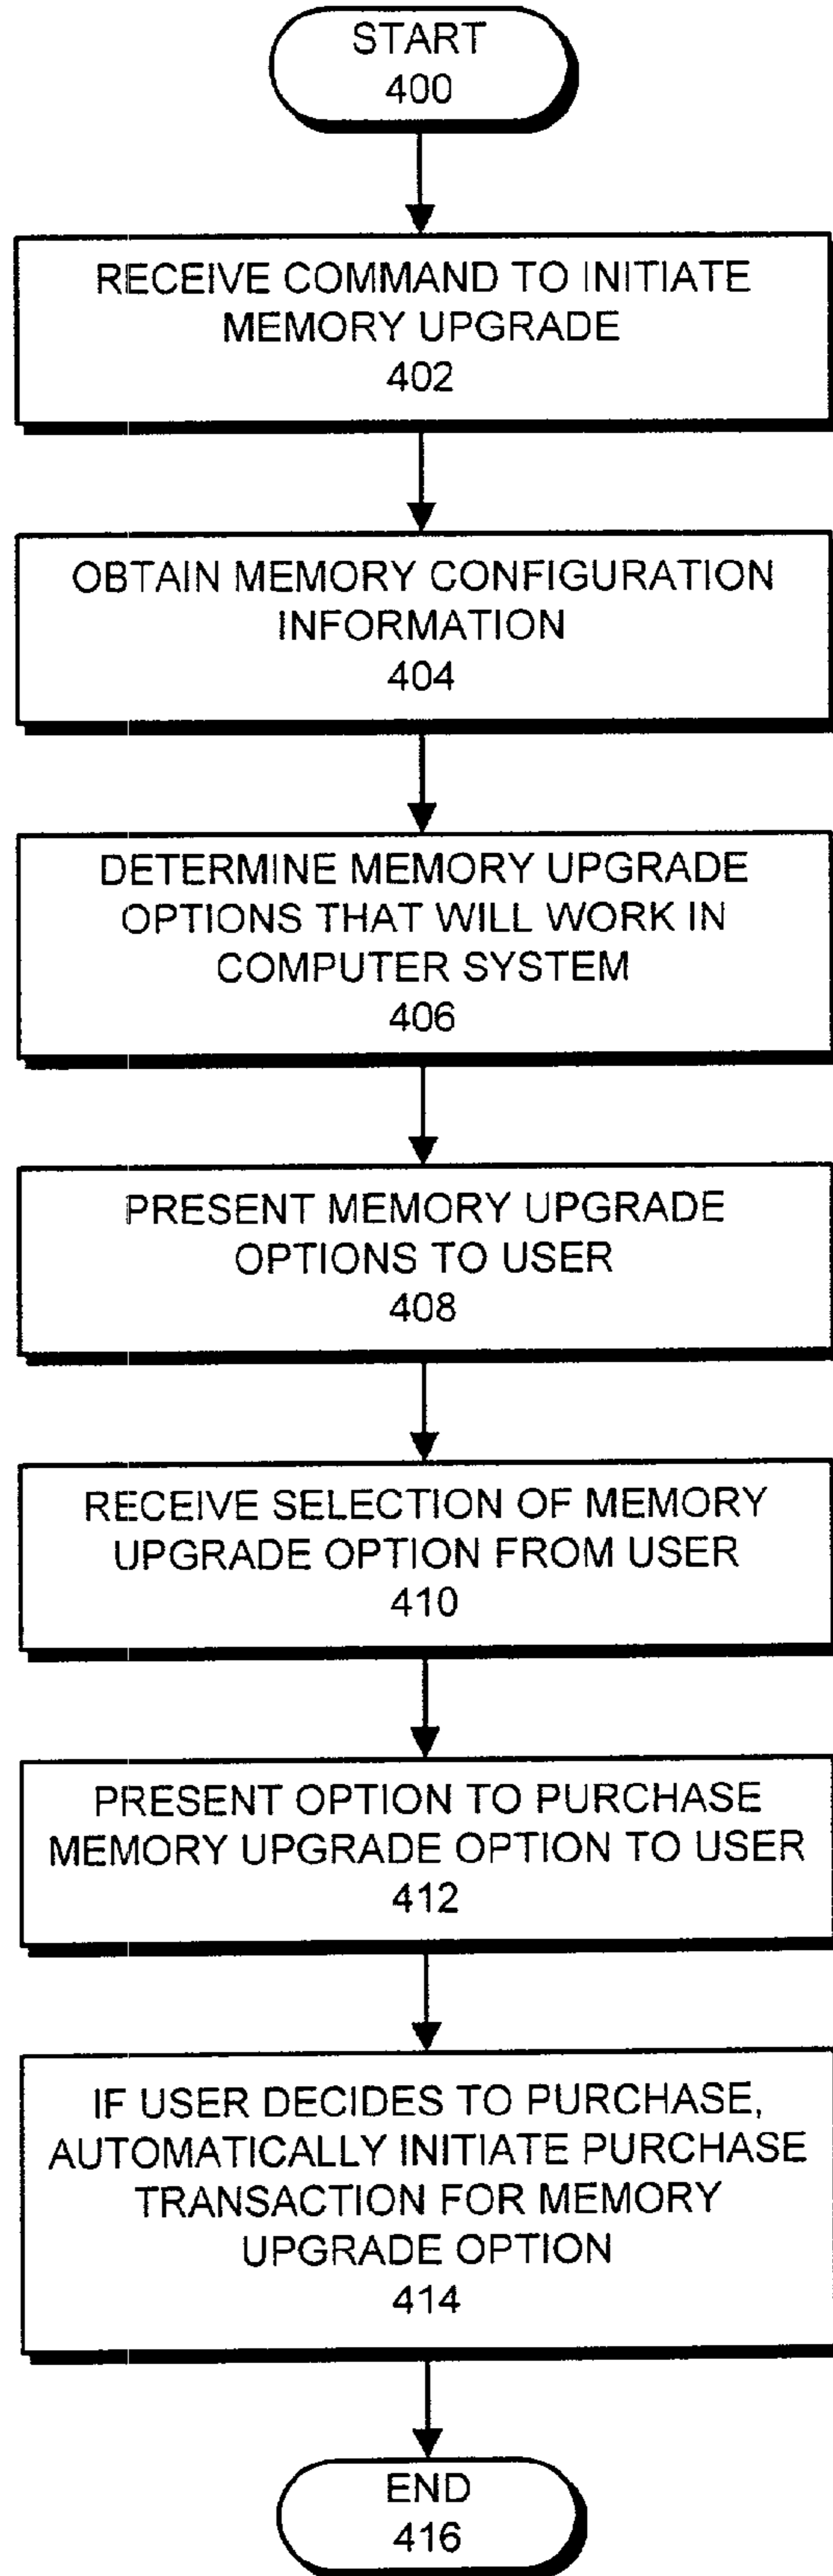 START
400
RECEIVE COMMAND TO INITIATE
MEMORY UPGRADE
402
OBTAIN MEMORY CONFIGURATION
INFORMATION
404
DETERMINE MEMORY UPGRADE
OPTIONS THAT WILL WORK IN
COMPUTER SYSTEM
406
PRESENT MEMORY UPGRADE
OPTIONS TO USER
408
RECEIVE SELECTION OF MEMORY
UPGRADE OPTION FROM USER
410
PRESENT OPTION TO PURCHASE
MEMORY UPGRADE OPTION TO USER
412
IF USER DECIDES TO PURCHASE,
AUTOMATICALLY INITIATE PURCHASE
TRANSACTION FOR MEMORY
UPGRADE OPTION
414
END
416